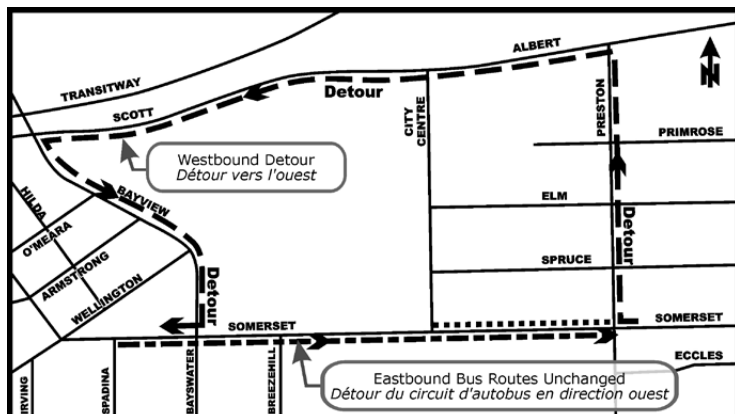 ALBERT
N
TRANSITWAY
Detour
SCOTT
CITY
CENTRE
PRESTON
PRIMROSE
Westbound Detour
Détour vers l'ouest
BAYVIEW
HILDA
O'MEARA
ELM
Detour
ARMSTRONG
SPRUCE
WELLINGTON
Detour
SOMERSET
SOMERSET
ECCLES
Eastbound Bus Routes Unchanged
Détour du circuit d'autobus en direction ouest
IRVING
SPADINA
BAYSWATER
BREEZEHILL